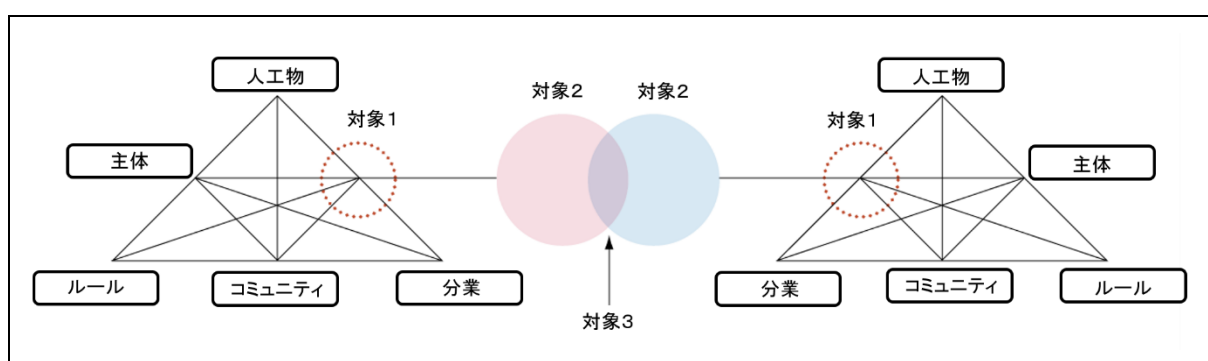 人工物
人工物
対象2
対象2
対象1
対象1
主体
主体
ルール
コミュニティ
分業
分業
コミュニティ
ルール
対象3